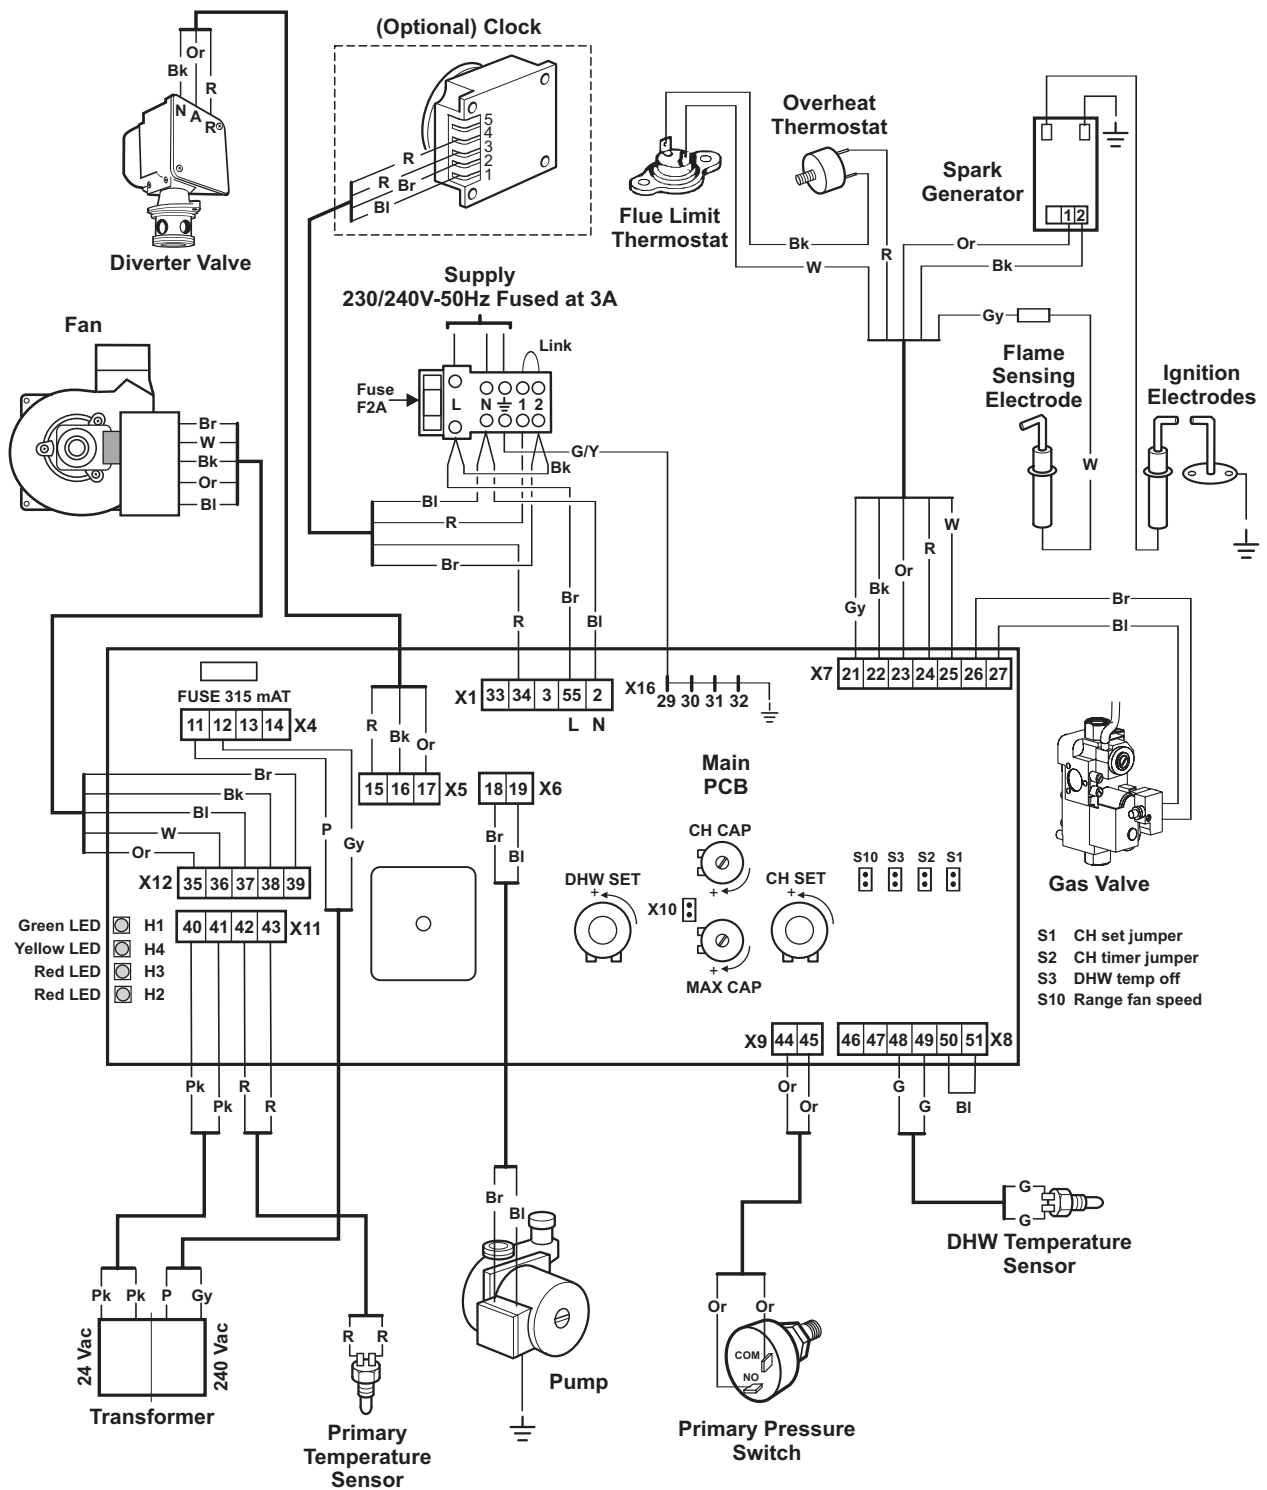 (Optional) Clock
Or
Bk
R
N
A
R
Diverter Valve
5
4
3
2
1
R
R
Br
Bl
Overheat
Thermostat
Flue Limit
Thermostat
Bk
W
R
Spark
Generator
1 2
Or
Bk
Gy
Supply
230/240V-50Hz Fused at 3A
Link
Fuse
F2A
L N 1 2
G/Y
Bk
Bl
R
Br
Flame
Sensing
Electrode
W
Ignition
Electrodes
Fan
Br
W
Bk
Or
Bl
R
Br
Bl
Gy
Bk
Or
R
W
Br
Bl
FUSE 315 mAT
11 12 13 14 X4
X1 33 34 3 55 2
L N
X16
29 30 31 32
X7 21 22 23 24 25 26 27
R
Bk
Or
15 16 17 X5
18 19 X6
Main
PCB
Br
Bk
Bl
W
Or
P
Gy
Br
Bl
X12 35 36 37 38 39
40 41 42 43 X11
Green LED H1
Yellow LED H4
Red LED H3
Red LED H2
CH CAP
+
DHW SET
+
X10
CH SET
+
+
MAX CAP
S10 S3 S2 S1
Gas Valve
S1 CH set jumper
S2 CH timer jumper
S3 DHW temp off
S10 Range fan speed
X9 44 45
46 47 48 49 50 51 X8
Pk
Pk
R
R
Or
Or
G
G
Bl
Br
Bl
Pump
G
G
DHW Temperature
Sensor
Pk Pk P Gy
24 Vac
240 Vac
Transformer
R R
Primary
Temperature
Sensor
Or Or
COM
NO
Primary Pressure
Switch